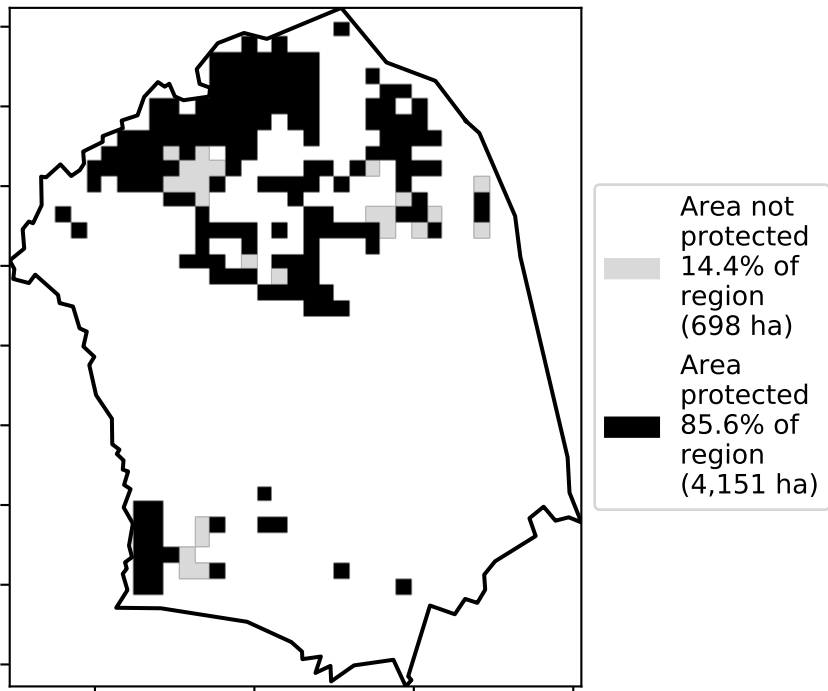 Area not
protected
14.4% of
region
(698 ha)
Area
protected
85.6% of
region
(4,151 ha)